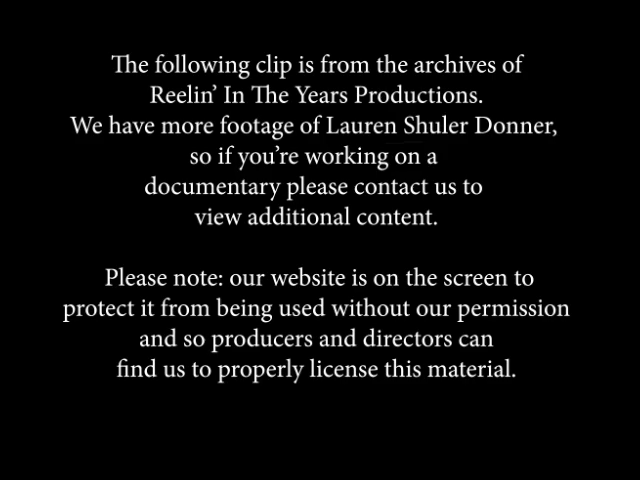 The following clip is from the archives of
Reelin’ In The Years Productions.
We have more footage of Lauren Shuler Donner,
so if you’re working on a
documentary please contact us to
view additional content.
Please note: our website is on the screen to
protect it from being used without our permission
and so producers and directors can
find us to properly license this material.